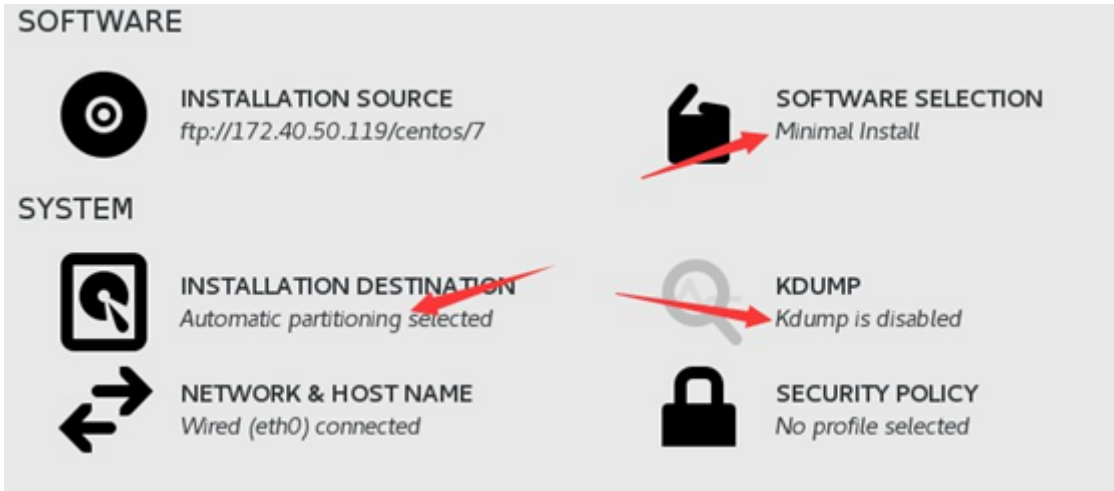 SOFTWARE
INSTALLATION SOURCE
ftp://172.40.50.119/centos/7
SOFTWARE SELECTION
Minimal Install
SYSTEM
INSTALLATION DESTINATION
Automatic partitioning selected
KDUMP
Kdump is disabled
NETWORK & HOST NAME
Wired (eth0) connected
SECURITY POLICY
No profile selected